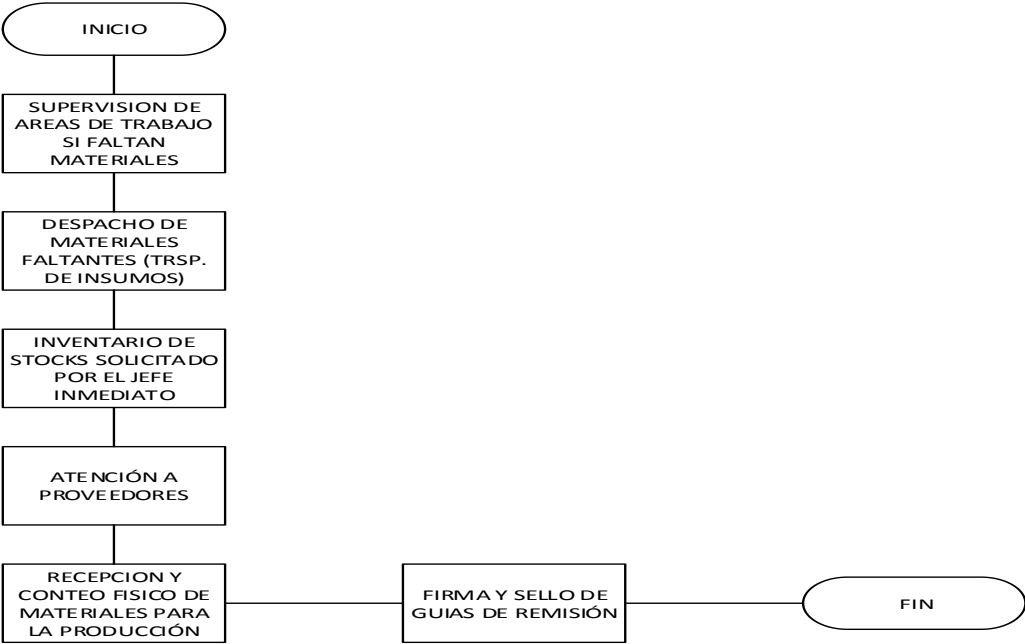 INICIO
SUPERVISION DE
AREAS DE TRABAJO
SI FALTAN
MATERIALES
DESPACHO DE
MATERIALES
FALTANTES (TRSP.
DE INSUMOS)
INVENTARIO DE
STOCKS SOLICITADO
POR EL JEFE
INMEDIATO
ATENCIÓN A
PROVEEDORES
RECEPCION Y
CONTEO FISICO DE
MATERIALES PARA
LA PRODUCCIÓN
FIRMA Y SELLO DE
GUIAS DE REMISIÓN
FIN